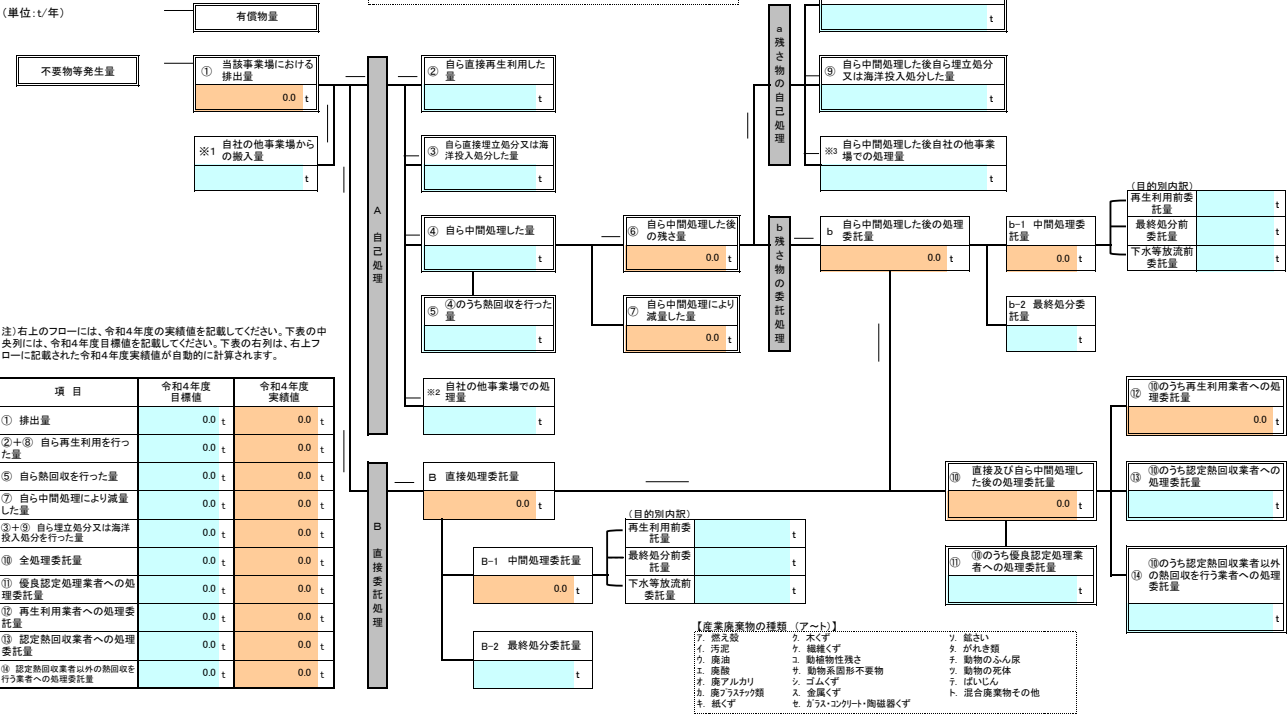 （単位：t/年）
有償物量
不要物等発生量
① 当該事業場における
排出量
0.0 t
※1 自社の他事業場から
の搬入量
t
A 自己処理
② 自ら直接再生利用した
量
t
③ 自ら直接埋立処分又は海
洋投入処分した量
t
④ 自ら中間処理した量
t
⑤ ④のうち熱回収を行った
量
t
※2 自社の他事業場での処
理量
t
⑥ 自ら中間処理した後
の残さ量
0.0 t
⑦ 自ら中間処理により
減量した量
0.0 t
a 残さ物の自己処理
t
⑨ 自ら中間処理した後自ら埋立処分
又は海洋投入処分した量
t
※3 自ら中間処理した後自社の他事業
場での処理量
t
b 残さ物の委託処理
b 自ら中間処理した後の処理
委託量
0.0 t
b-1 中間処理委
託量
0.0 t
（目的別内訳）
再生利用前委
託量
t
最終処分前
委託量
t
下水等放流前
委託量
t
b-2 最終処分委
託量
t
注）右上のフローには、令和４年度の実績値を記載してください。下表の中
央列には、令和４年度目標値を記載してください。下表の右列は、右上フ
ローに記載された令和４年度実績値が自動的に計算されます。
項 目 令和４年度
目標値 令和４年度
実績値
① 排出量 0.0 t 0.0 t
②＋⑧ 自ら再生利用を行っ
た量 0.0 t 0.0 t
⑤ 自ら熱回収を行った量 0.0 t 0.0 t
⑦ 自ら中間処理により減量
した量 0.0 t 0.0 t
③＋⑨ 自ら埋立処分又は海洋
投入処分を行った量 0.0 t 0.0 t
⑩ 全処理委託量 0.0 t 0.0 t
⑪ 優良認定処理業者への処
理委託量 0.0 t 0.0 t
⑫ 再生利用業者への処理委
託量 0.0 t 0.0 t
⑬ 認定熱回収業者への処理
委託量 0.0 t 0.0 t
⑭ 認定熱回収業者以外の熱回収を
行う業者への処理委託量 0.0 t 0.0 t
B 直接委託処理
B 直接処理委託量
0.0 t
B-1 中間処理委託量
0.0 t
（目的別内訳）
再生利用前委
託量
t
最終処分前委
託量
t
下水等放流前
委託量
t
B-2 最終処分委託量
t
⑩ 直接及び自ら中間処理し
た後の処理委託量
0.0 t
⑪ ⑩のうち優良認定処理業
者への処理委託量
t
⑫ ⑩のうち再生利用業者への処
理委託量
0.0 t
⑬ ⑩のうち認定熱回収業者への
処理委託量
t
⑭ ⑩のうち認定熱回収業者以外
の熱回収を行う業者への処理
委託量
t
【産業廃棄物の種類 （ア～ト）】
ア. 燃え殻 ク. 木くず ソ. 鉱さい
イ. 汚泥 ケ. 繊維くず タ. がれき類
ウ. 廃油 コ. 動植物性残さ チ. 動物のふん尿
エ. 廃酸 サ. 動物系固形不要物 ツ. 動物の死体
オ. 廃アルカリ シ. ゴムくず テ. ばいじん
カ. 廃プラスチック類 ス. 金属くず ト. 混合廃棄物その他
キ. 紙くず セ. ガラス・コンクリート・陶磁器くず